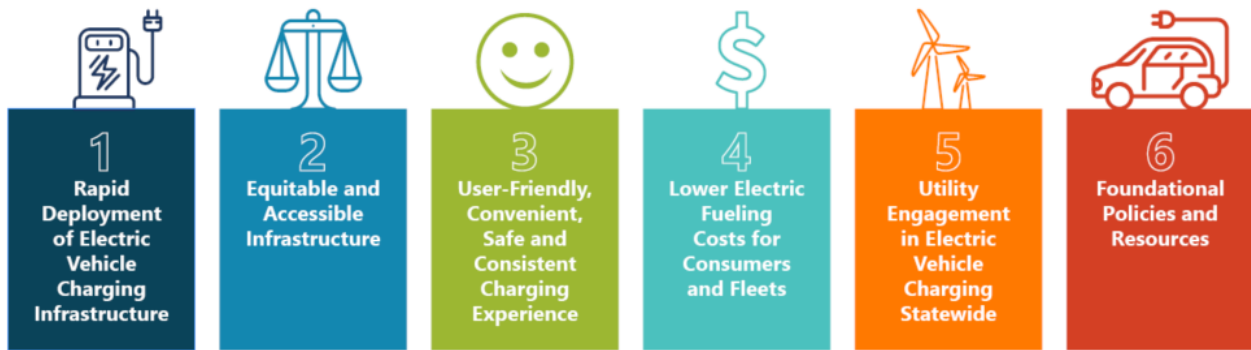 1
Rapid
Deployment
of Electric
Vehicle
Charging
Infrastructure
2
Equitable and
Accessible
Infrastructure
3
User-Friendly,
Convenient,
Safe and
Consistent
Charging
Experience
4
Lower Electric
Fueling
Costs for
Consumers
and Fleets
5
Utility
Engagement
in Electric
Vehicle
Charging
Statewide
6
Foundational
Policies and
Resources